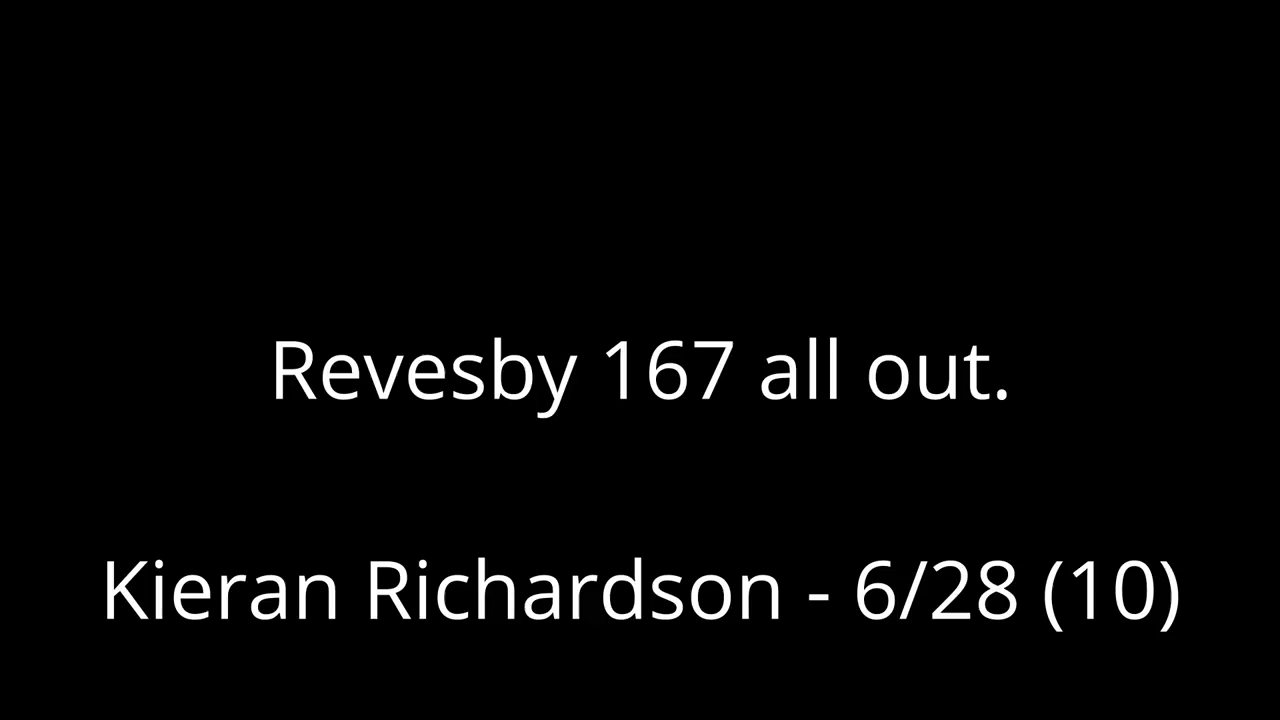 Revesby 167 all out.
Kieran Richardson - 6/28 (10)